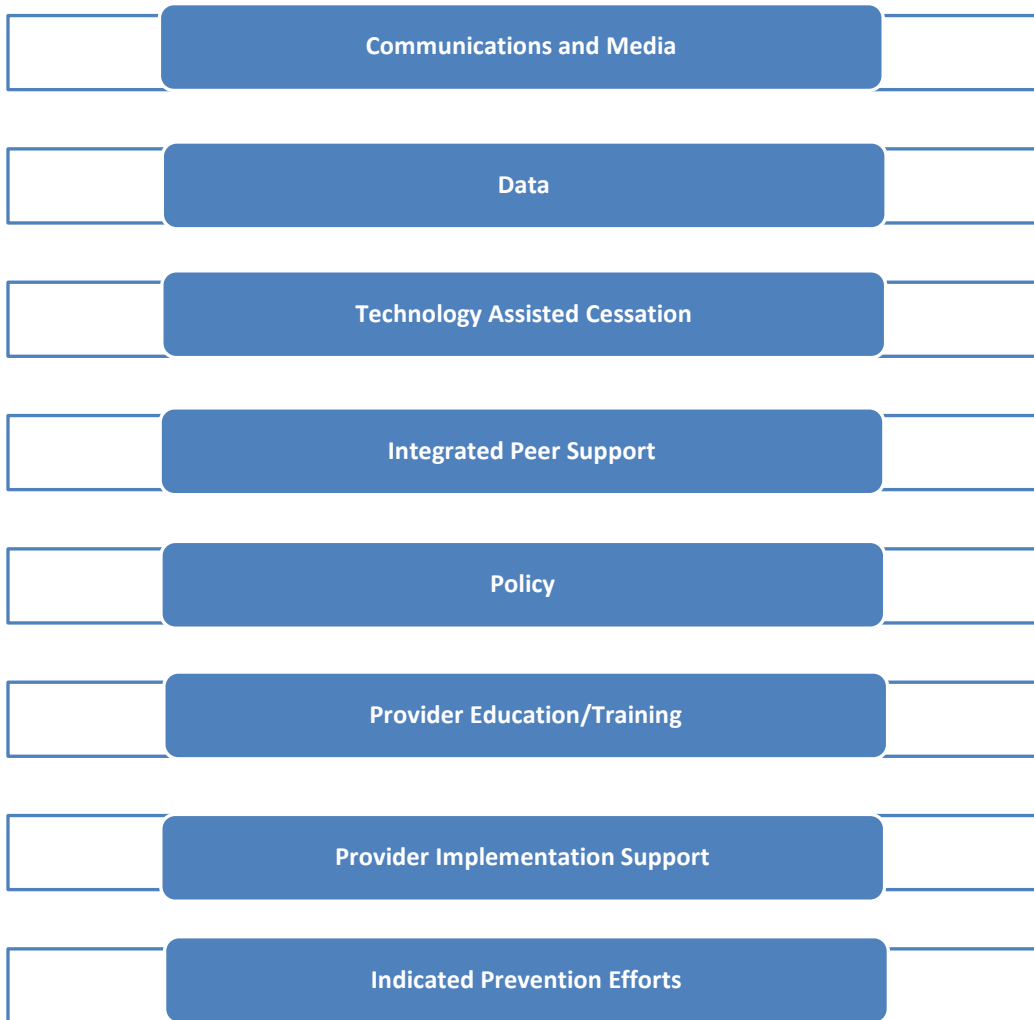 Communications and Media
Data
Technology Assisted Cessation
Integrated Peer Support
Policy
Provider Education/Training
Provider Implementation Support
Indicated Prevention Efforts